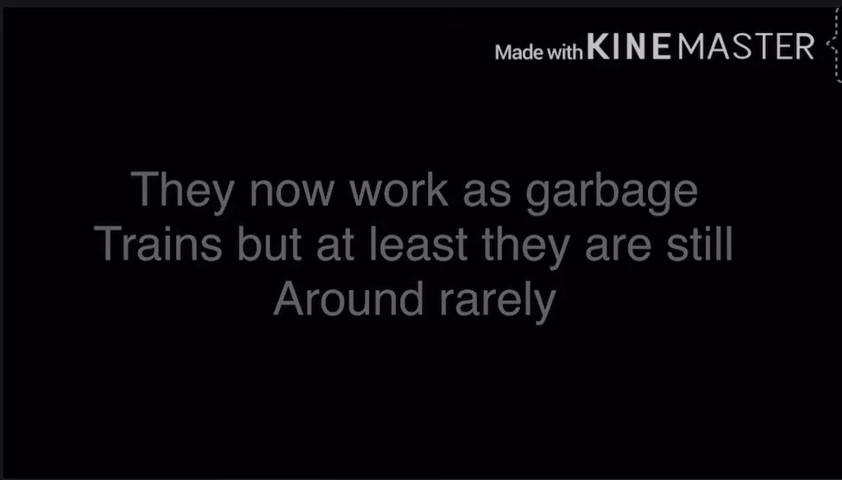 Made with KINEMASTER
They now work as garbage
Trains but at least they are still
Around rarely